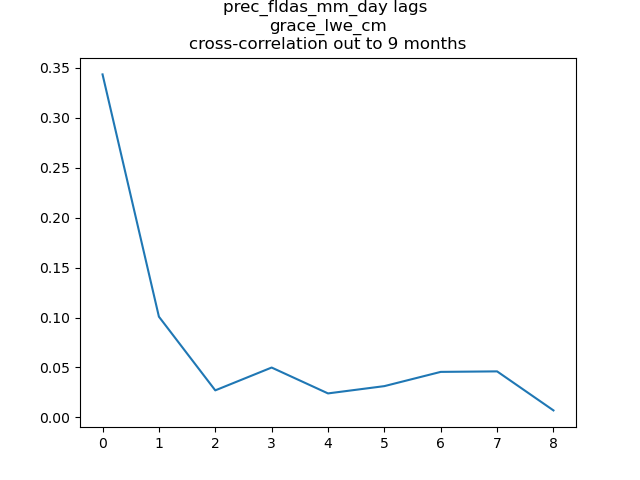 prec_fldas_mm_day lags
grace_lwe_cm
cross-correlation out to 9 months
0.35
0.30
0.25
0.20
0.15
0.10
0.05
0.00
0 1 2 3 4 5 6 7 8